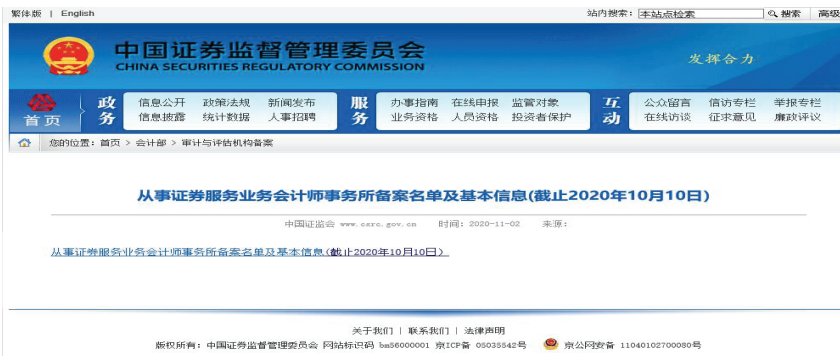 繁体版 | English 站内搜索: 本站点检索 搜索 高级
中国证券监督管理委员会
CHINA SECURITIES REGULATORY COMMISSION
发挥合力
首页 政务 信息公开 政策法规 新闻发布 服务 办事指南 在线申报 监管对象 互动 公众留言 信访专栏 举报专栏
信息披露 统计数据 人事招聘 业务资格 人员资格 投资者保护 在线访谈 征求意见 廉政评议
您的位置: 首页 > 会计部 > 审计与评估机构备案
从事证券服务业务会计师事务所备案名单及基本信息(截止2020年10月10日)
中国证监会 www.csrc.gov.cn 时间: 2020-11-02 来源:
从事证券服务业务会计师事务所备案名单及基本信息(截止2020年10月10日)
关于我们 | 联系我们 | 法律声明
版权所有: 中国证券监督管理委员会 网站标识码 bm56000001 京ICP备 05035542号 京公网安备 11040102700080号